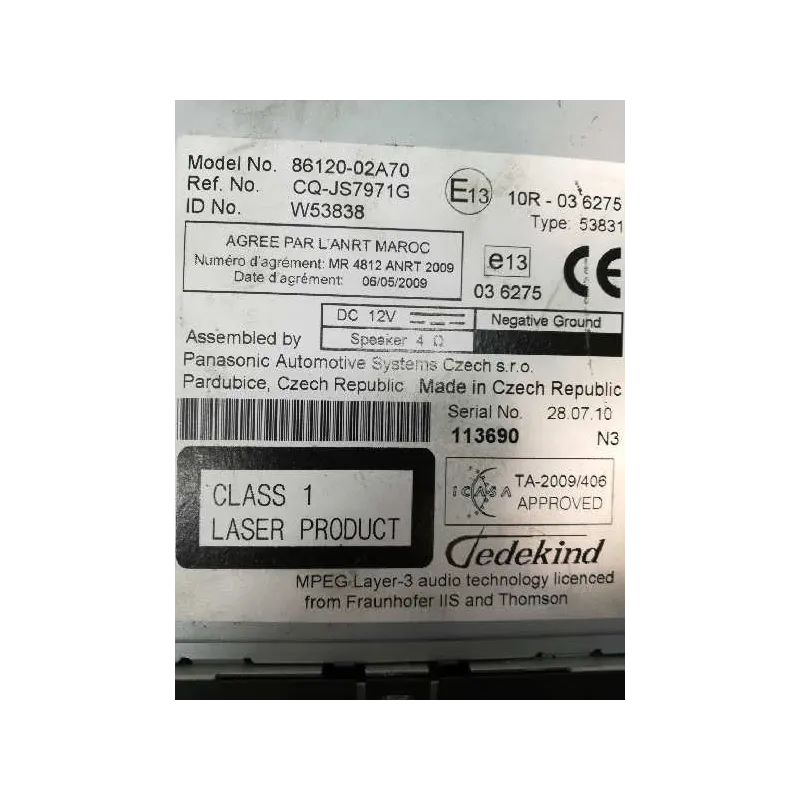 Model No. 86120-02A70
Ref. No. CQ-JS7971G
ID No. W53838
E13 10R - 03 6275
Type: 53831
AGREE PAR L'ANRT MAROC
Numéro d'agrément: MR 4812 ANRT 2009
Date d'agrément: 06/05/2009
e13
03 6275
CE
DC 12V
Negative Ground
Speaker 4 Ω
Assembled by
Panasonic Automotive Systems Czech s.r.o.
Pardubice, Czech Republic Made in Czech Republic
Serial No. 28.07.10
113690 N3
CLASS 1
LASER PRODUCT
ICASA
TA-2009/406
APPROVED
Tedekind
MPEG Layer-3 audio technology licenced
from Fraunhofer IIS and Thomson